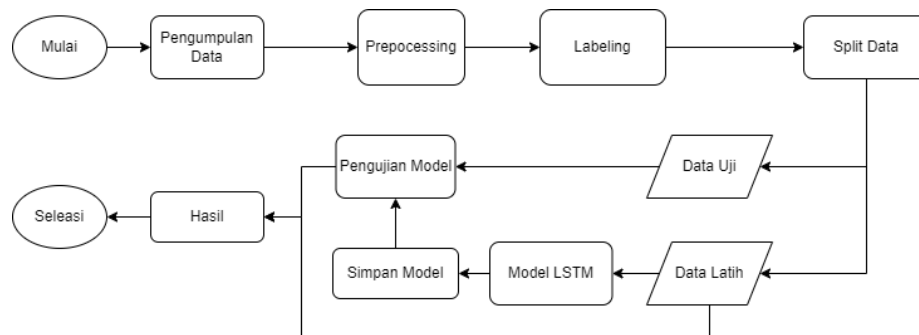 Mulai
Pengumpulan
Data
Prepocessing
Labeling
Split Data
Pengujian Model
Data Uji
Seleasi
Hasil
Simpan Model
Model LSTM
Data Latih